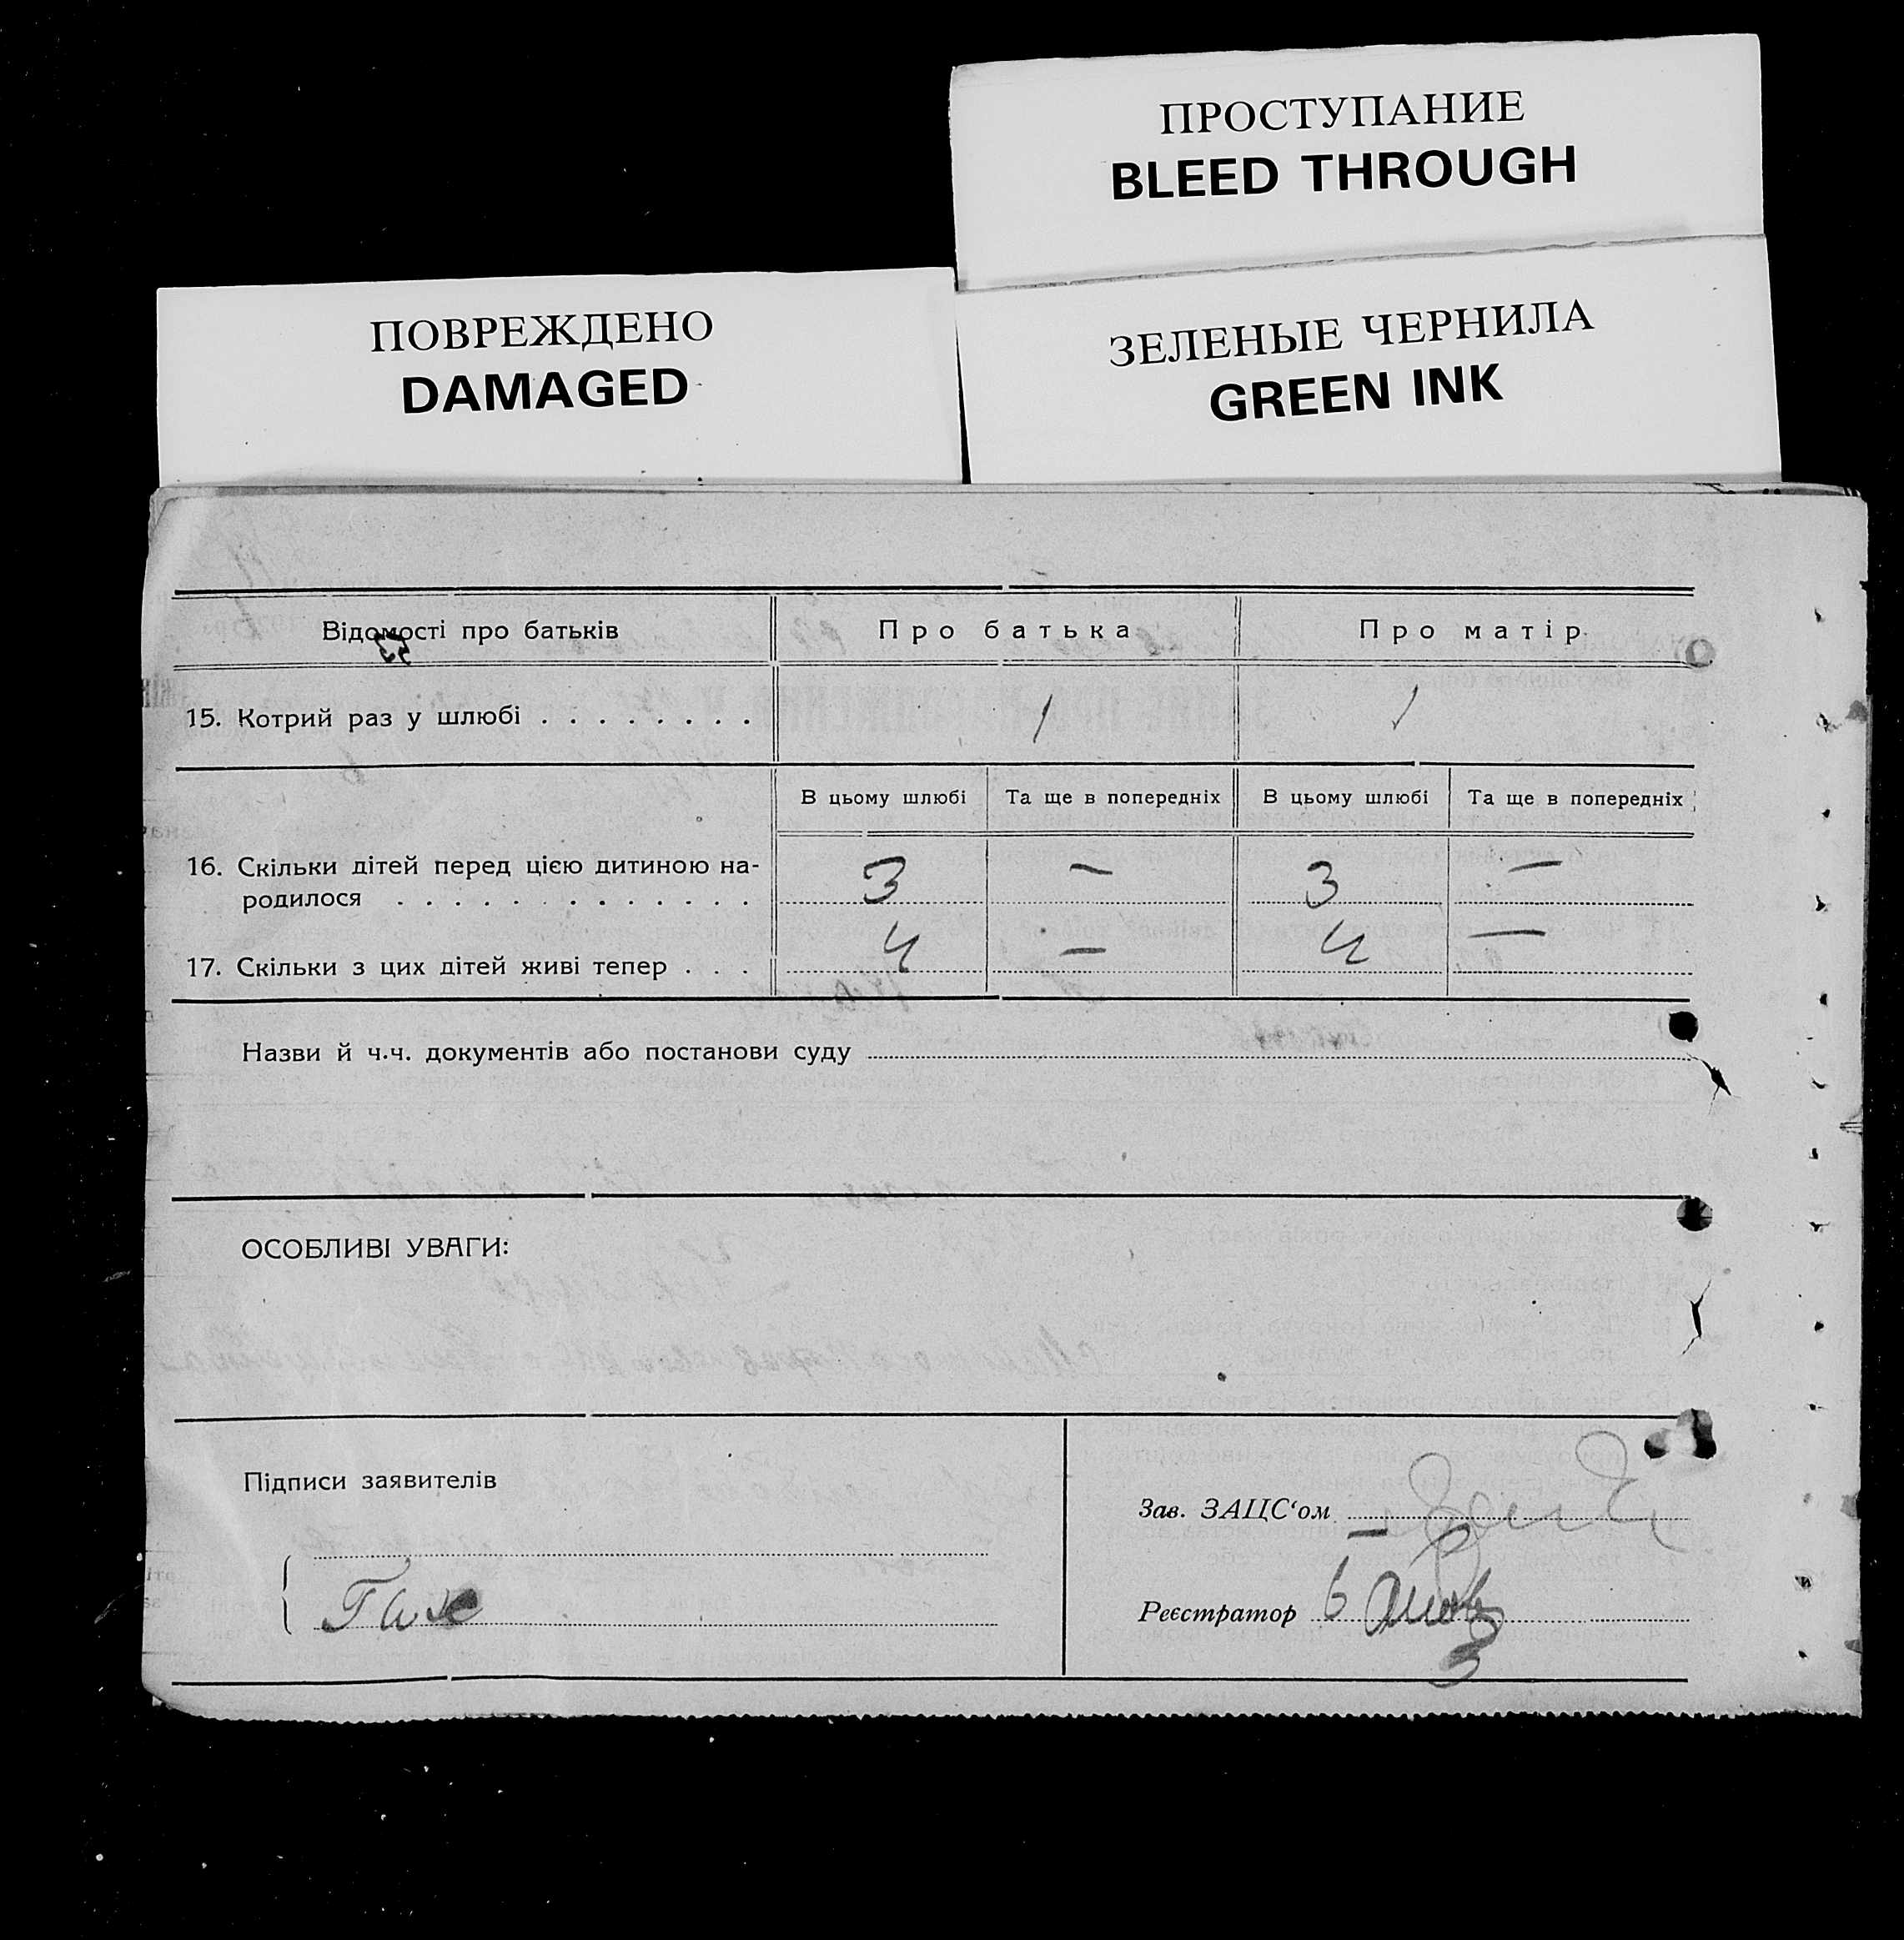 ПРОСТУПАНИЕ
BLEED THROUGH
ПОВРЕЖДЕНО
DAMAGED
ЗЕЛЕНЫЕ ЧЕРНИЛА
GREEN INK
Відомості про батьків Про батька Про матір
53
15. Котрий раз у шлюбі . . . . . . . . 1 1
В цьому шлюбі Та ще в попередніх В цьому шлюбі Та ще в попередніх
16. Скільки дітей перед цією дитиною на-
родилося . . . . . . . . . . . . . 3 — 3 —
17. Скільки з цих дітей живі тепер . . . 4 — 4 —
Назви й ч.ч. документів або постанови суду
ОСОБЛИВІ УВАГИ:
Підписи заявителів
Зав. ЗАЦС‘ом
Реєстратор